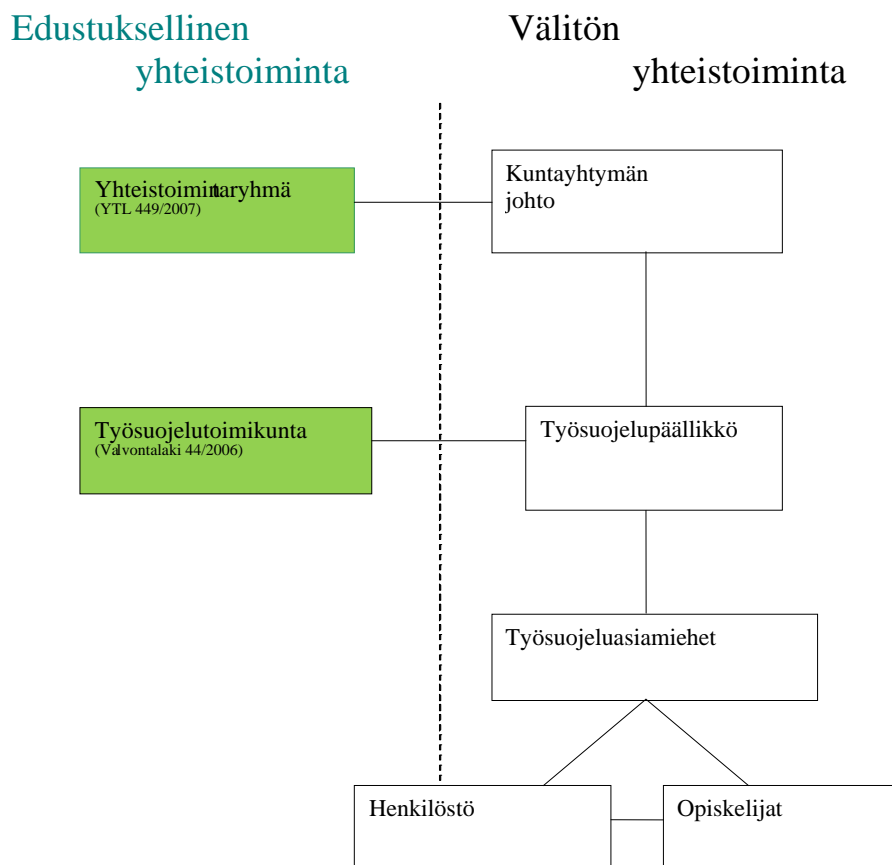 Edustuksellinen
yhteistoiminta
Välitön
yhteistoiminta
Yhteistoimintaryhmä
(YTL 449/2007)
Kuntayhtymän
johto
Työsuojelutoimikunta
(Valvontalaki 44/2006)
Työsuojelupäällikkö
Työsuojeluasiamiehet
Henkilöstö
Opiskelijat